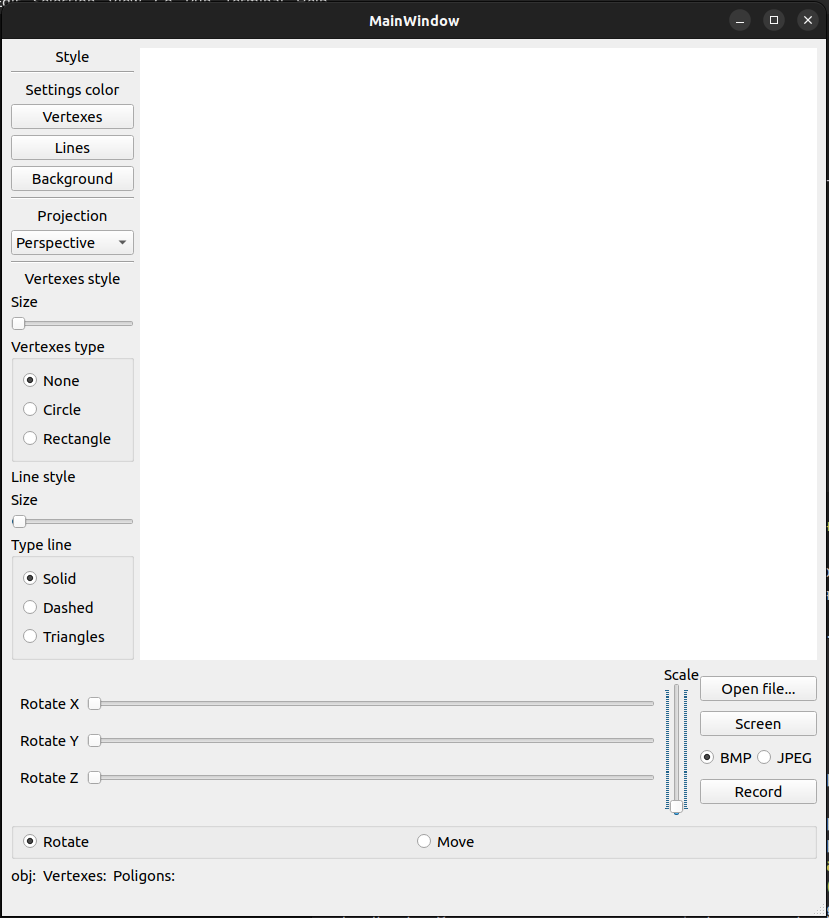 MainWindow
Style
Settings color
Vertexes
Lines
Background
Projection
Perspective
Vertexes style
Size
Vertexes type
None
Circle
Rectangle
Line style
Size
Type line
Solid
Dashed
Triangles
Rotate X
Rotate Y
Rotate Z
Scale
Open file...
Screen
BMP JPEG
Record
Rotate Move
obj: Vertexes: Poligons: